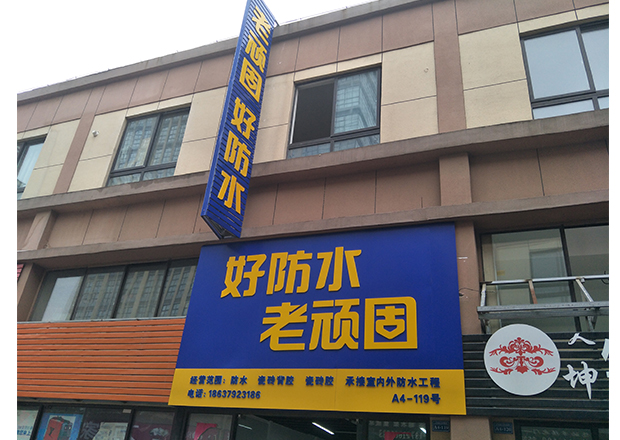 老顽固好防水
好防水
老顽固
经营范围：防水 瓷砖背胶 瓷砖胶 承接室内外防水工程
电话：18637923186 A4-119号
坤